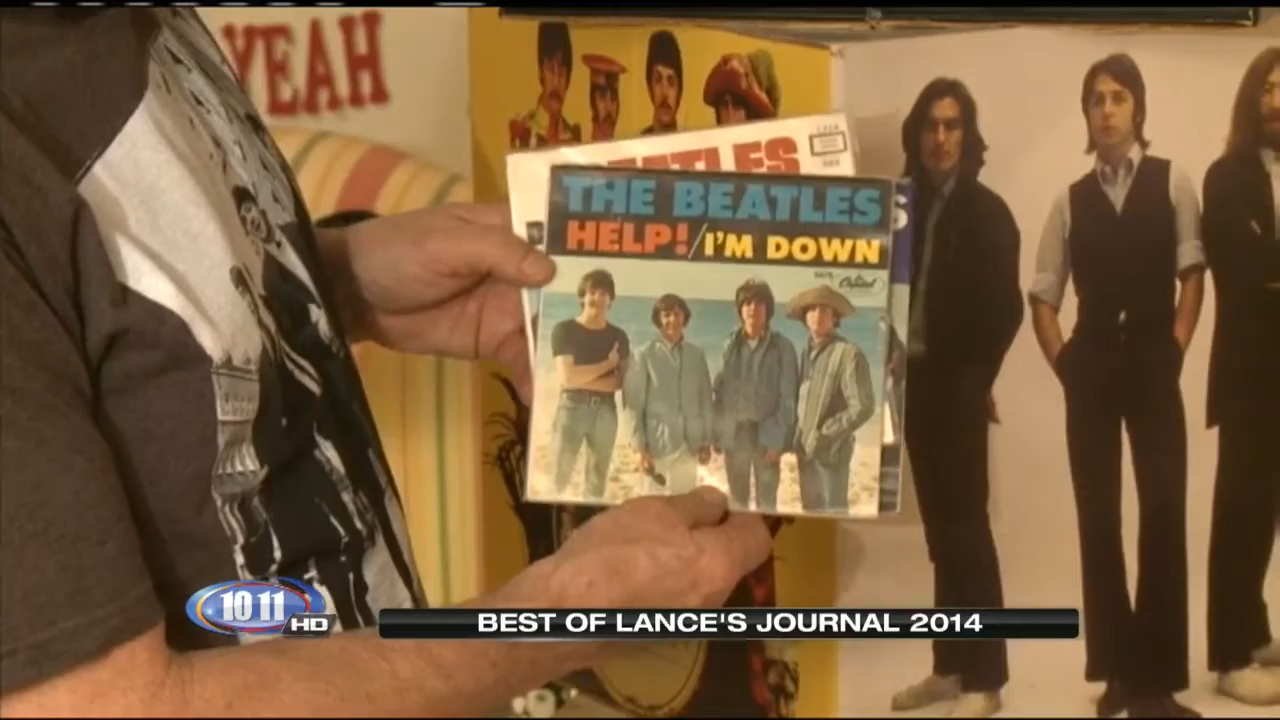 YEAH
BEATLES
THE BEATLES
HELP!/I'M DOWN
Capitol
S
10 11
HD
BEST OF LANCE'S JOURNAL 2014